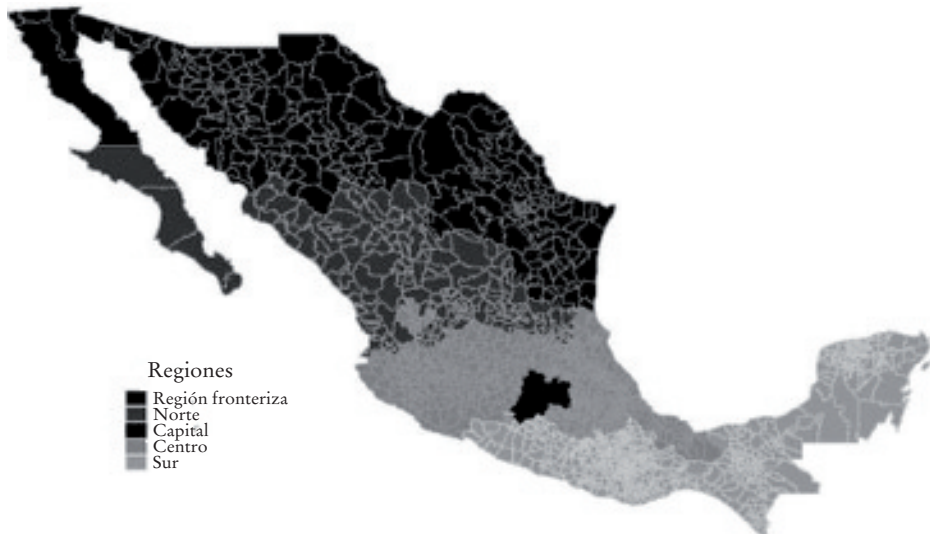 Regiones
Región fronteriza
Norte
Capital
Centro
Sur